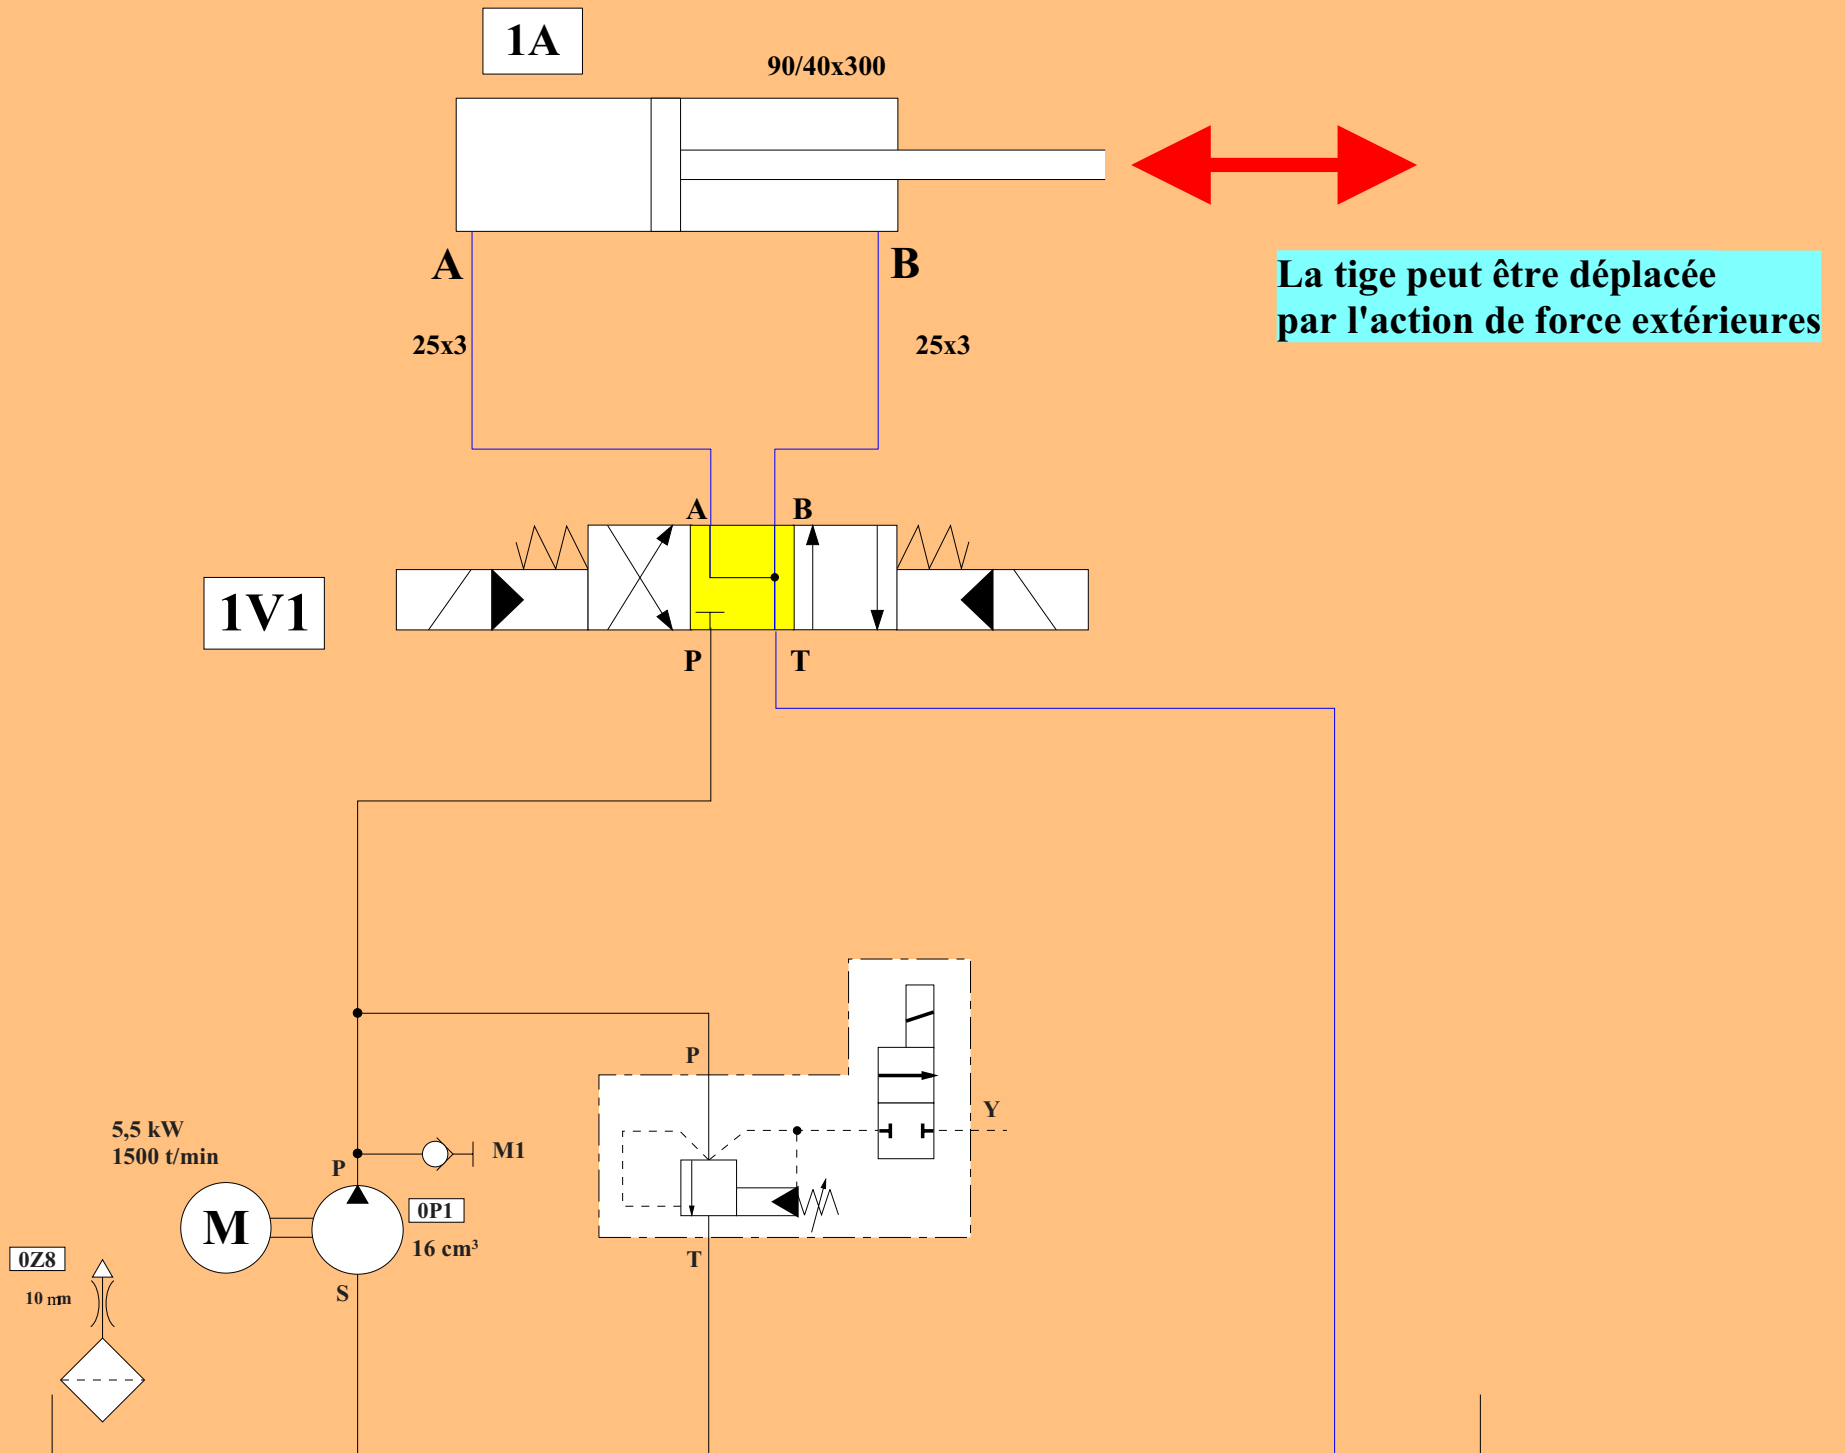 1A
90/40x300
A
B
La tige peut être déplacée
par l'action de force extérieures
25x3
25x3
A
B
1V1
P
T
P
Y
5,5 kW
1500 t/min
M1
P
M
0P1
16 cm³
T
0Z8
S
10 mm